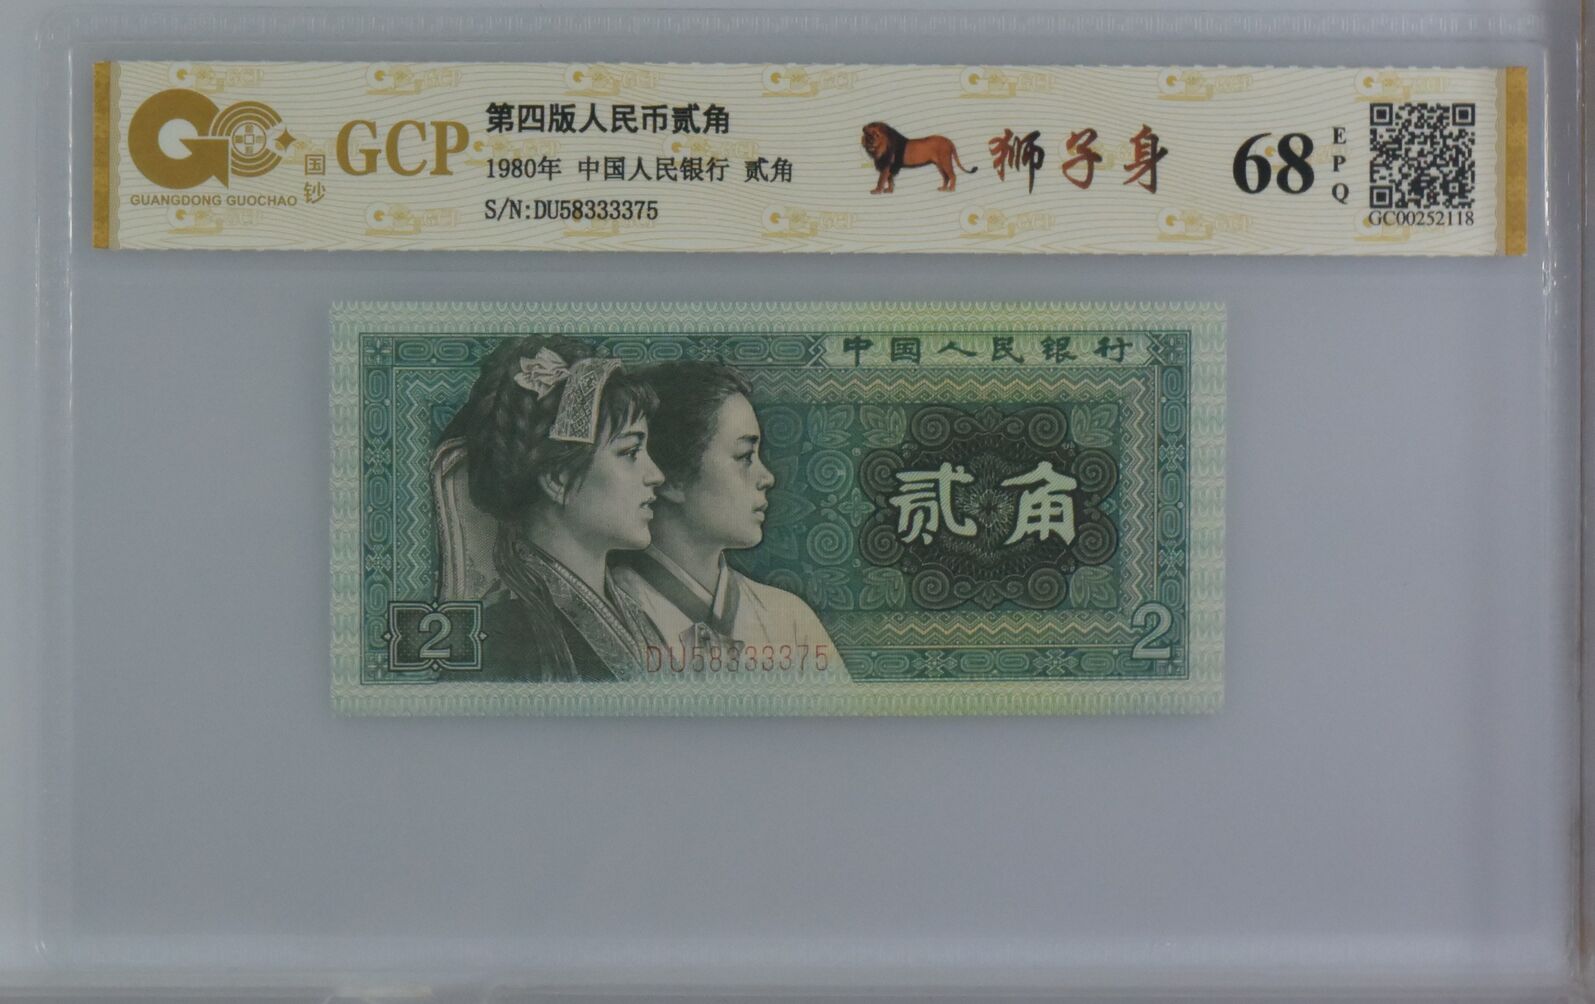 GCP
国钞
GUANGDONG GUOCHAO
第四版人民币贰角
1980年 中国人民银行 贰角
S/N:DU58333375
狮子身
68
EPQ
GC00252118
中国人民银行
贰角
2
2
DU58333375